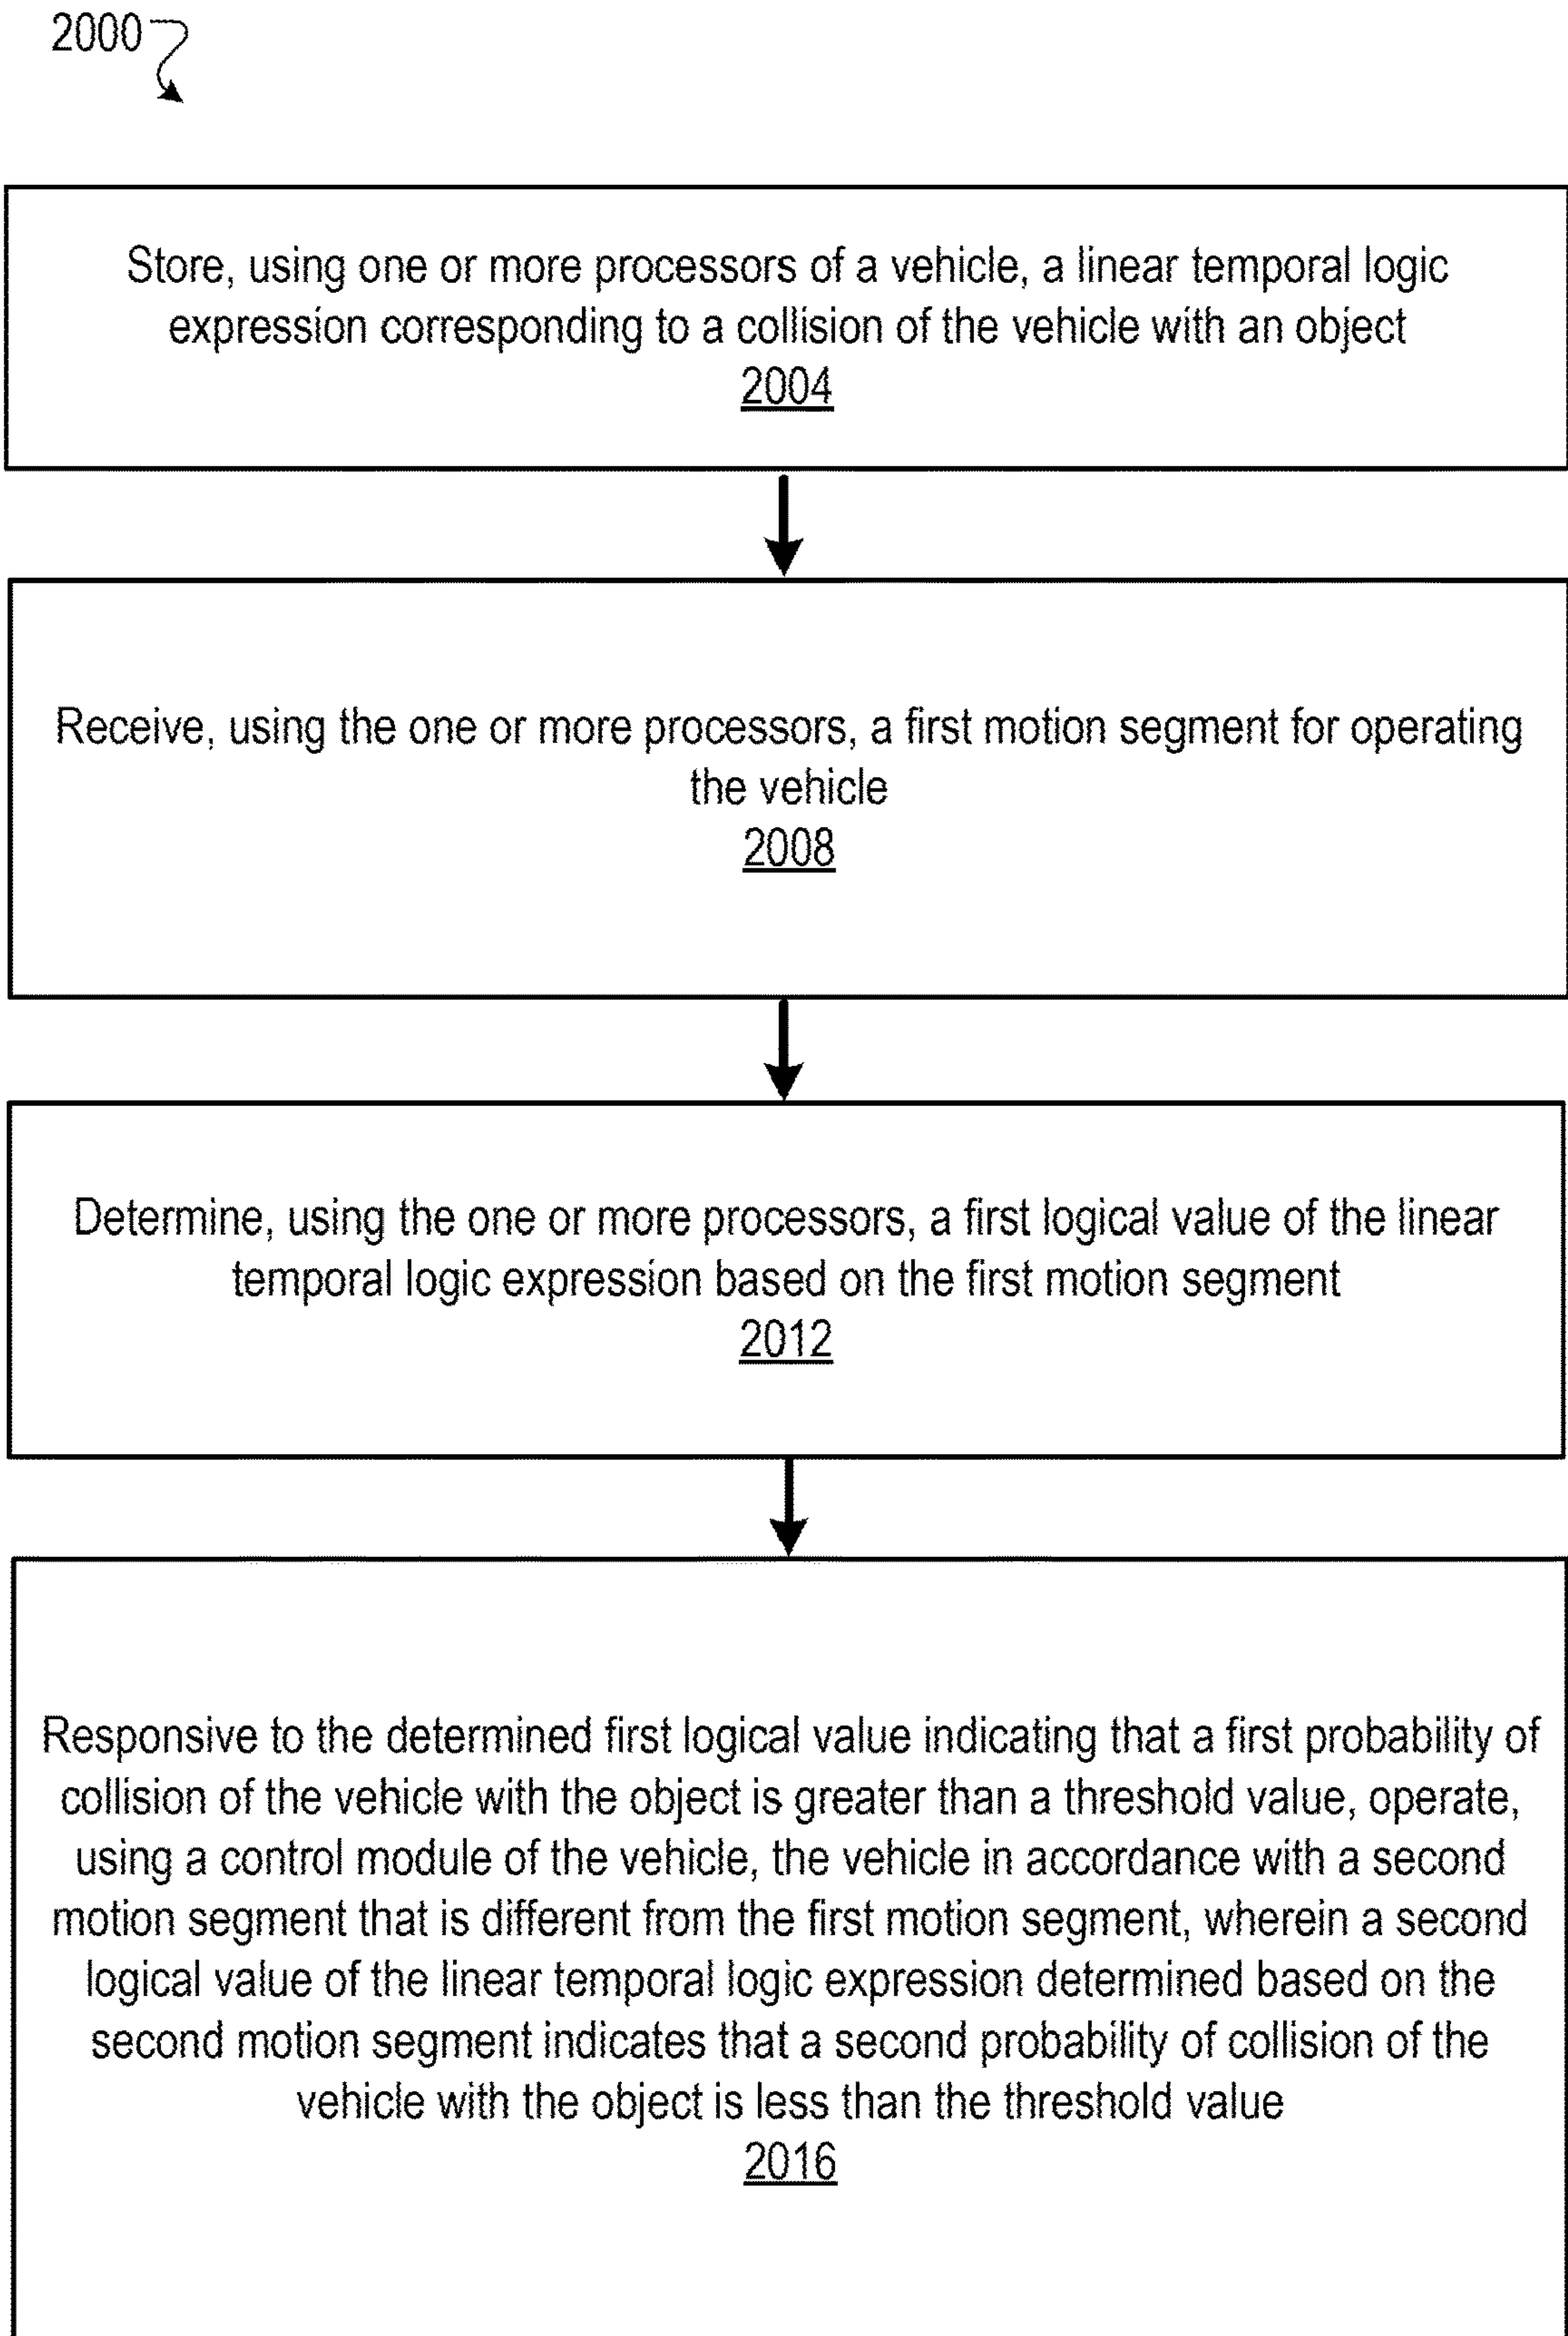 2000
Store, using one or more processors of a vehicle, a linear temporal logic
expression corresponding to a collision of the vehicle with an object
2004
Receive, using the one or more processors, a first motion segment for operating
the vehicle
2008
Determine, using the one or more processors, a first logical value of the linear
temporal logic expression based on the first motion segment
2012
Responsive to the determined first logical value indicating that a first probability of
collision of the vehicle with the object is greater than a threshold value, operate,
using a control module of the vehicle, the vehicle in accordance with a second
motion segment that is different from the first motion segment, wherein a second
logical value of the linear temporal logic expression determined based on the
second motion segment indicates that a second probability of collision of the
vehicle with the object is less than the threshold value
2016